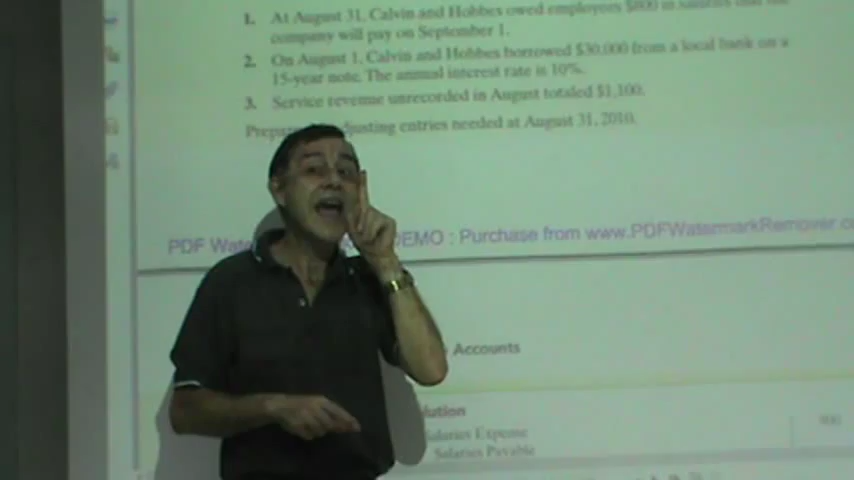 1. At August 31, Calvin and Hobbes owed employees $800 in salaries that the
company will pay on September 1.
2. On August 1, Calvin and Hobbes borrowed $30,000 from a local bank on a
15-year note. The annual interest rate is 10%.
3. Service revenue unrecorded in August totaled $1,100.
adjusting entries needed at August 31, 2010.
PDF DEMO : Purchase from www.PDFWatermarkRemover.co
Accounts
Salaries Expense
Salaries Payable